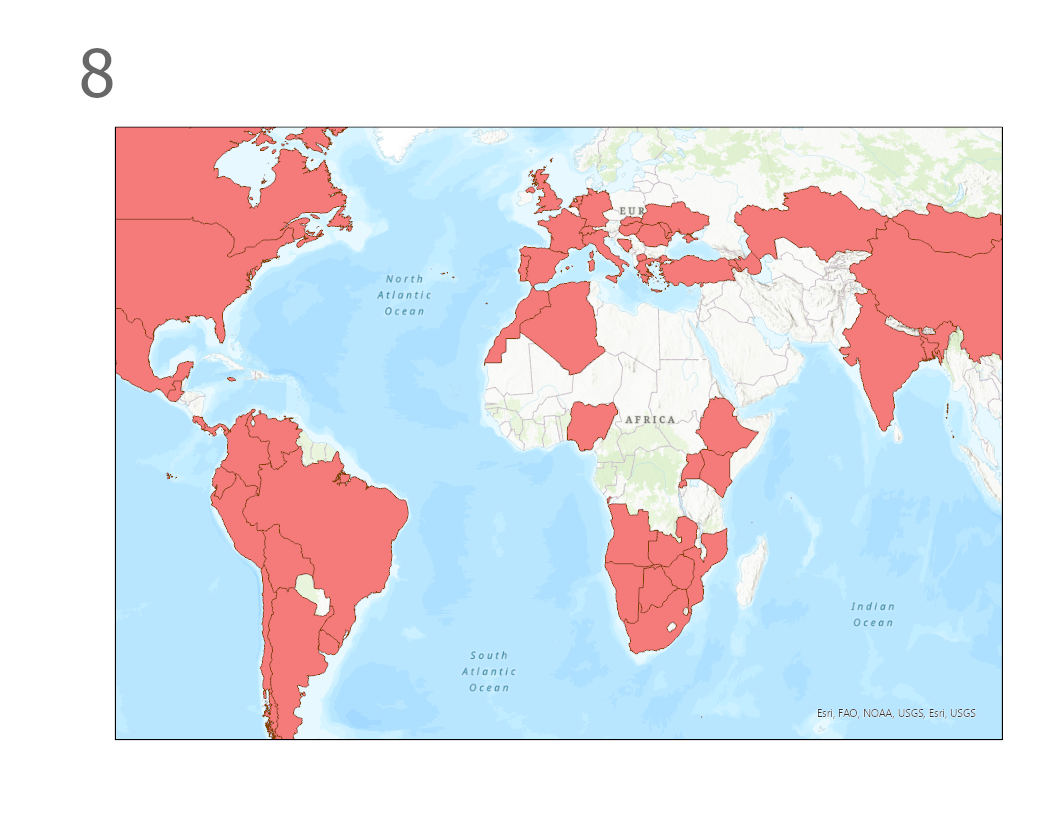 8
EUR
North
Atlantic
Ocean
AFRICA
Indian
Ocean
South
Atlantic
Ocean
Esri, FAO, NOAA, USGS, Esri, USGS